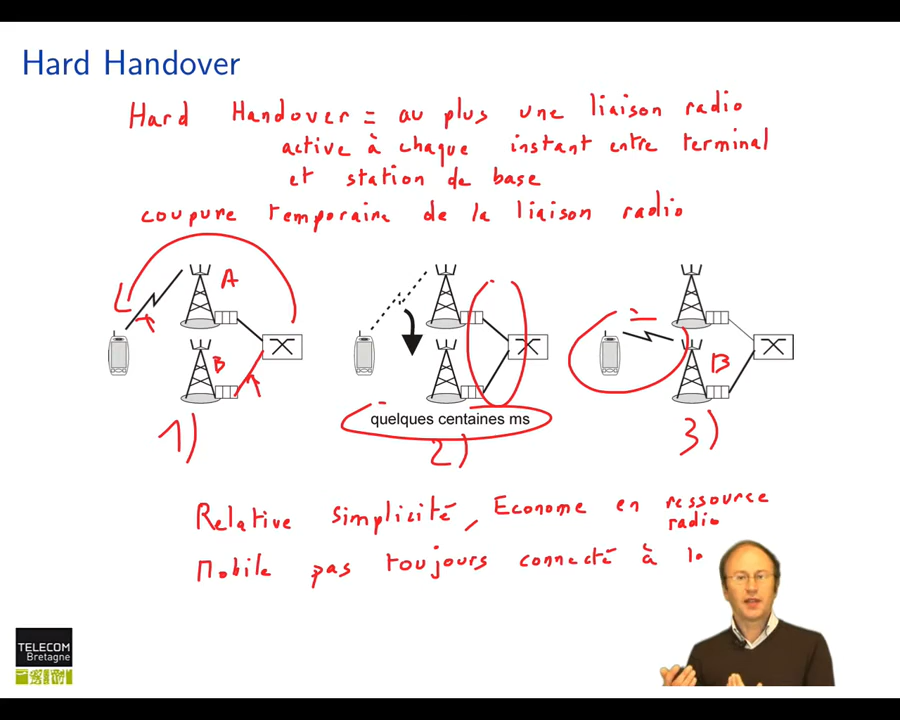 Hard Handover
Hard Handover = au plus une liaison radio
active à chaque instant entre terminal
et station de base
coupure temporaire de la liaison radio
A
B
B
quelques centaines ms
1)
2)
3)
Relative simplicité, Econome en ressource
radio
Mobile pas toujours connecté à la
TELECOM
Bretagne